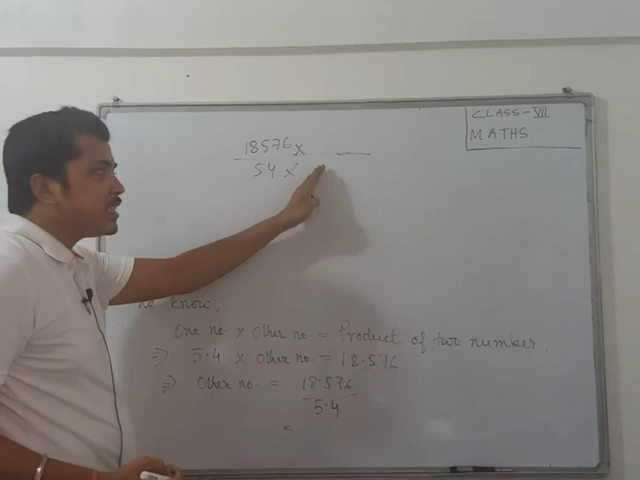 CLASS-VII
MATHS
18576 x
54 x
know,
One no. x Other no. = Product of two number.
⇒ 5.4 x Other no. = 18.576
⇒ Other no. = 18.576
5.4
=